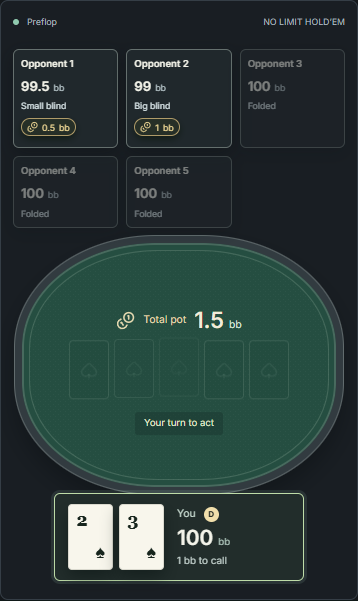 Preflop
NO LIMIT HOLD'EM
Opponent 1
99.5 bb
Small blind
0.5 bb
Opponent 2
99 bb
Big blind
1 bb
Opponent 3
100 bb
Folded
Opponent 4
100 bb
Folded
Opponent 5
100 bb
Folded
Total pot 1.5 bb
Your turn to act
2
3
You D
100 bb
1 bb to call